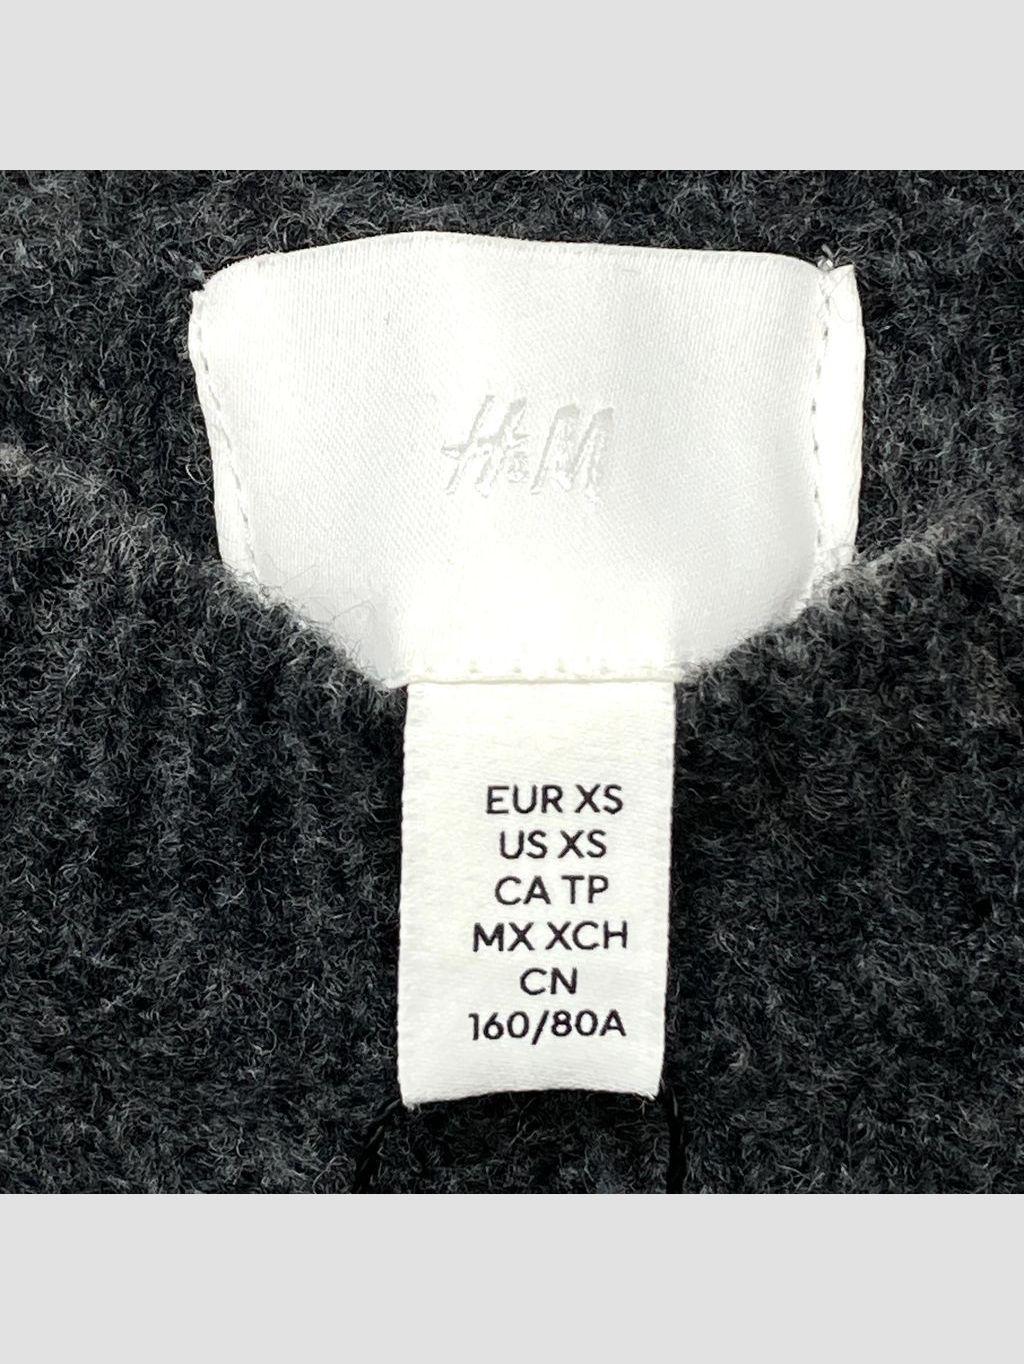 H&M
EUR XS
US XS
CA TP
MX XCH
CN
160/80A